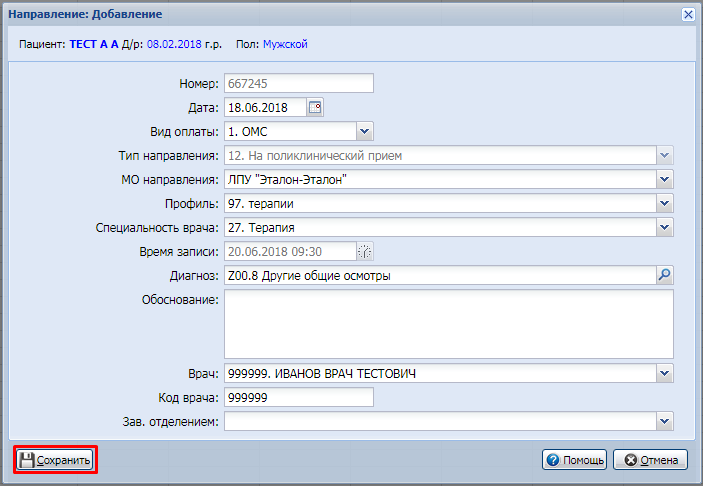 Направление: Добавление
Пациент: ТЕСТ А А Д/р: 08.02.2018 г.р. Пол: Мужской
Номер: 667245
Дата: 18.06.2018
Вид оплаты: 1. ОМС
Тип направления: 12. На поликлинический прием
МО направления: ЛПУ "Эталон-Эталон"
Профиль: 97. терапии
Специальность врача: 27. Терапия
Время записи: 20.06.2018 09:30
Диагноз: Z00.8 Другие общие осмотры
Обоснование:
Врач: 999999. ИВАНОВ ВРАЧ ТЕСТОВИЧ
Код врача: 999999
Зав. отделением:
Сохранить Помощь Отмена